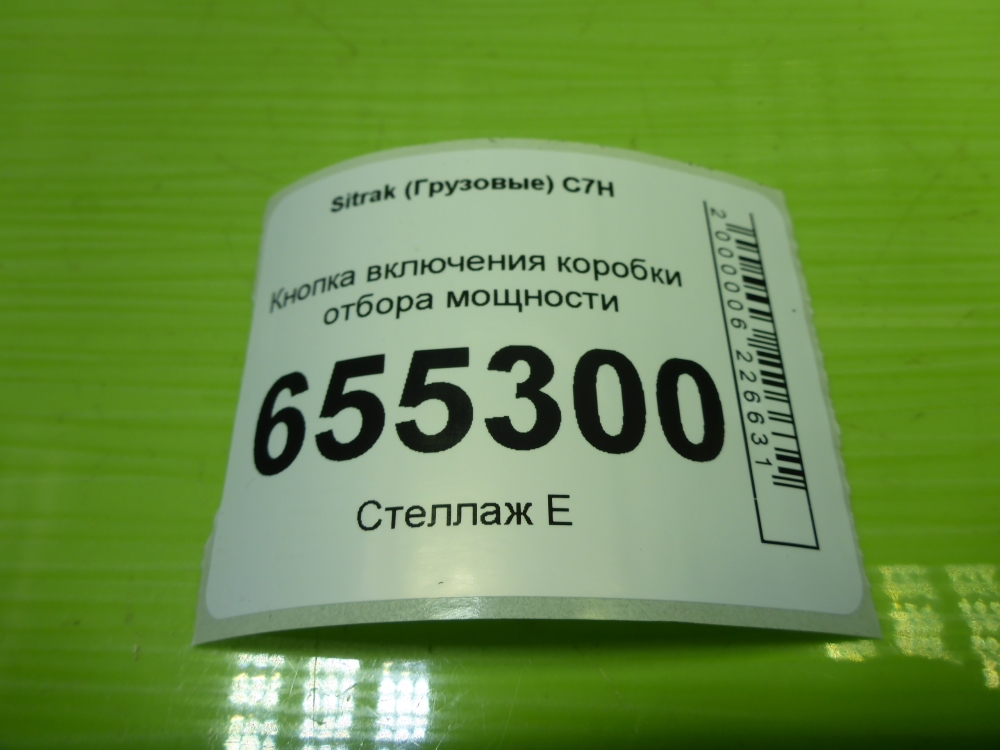 Sitrak (Грузовые) C7H
Кнопка включения коробки
отбора мощности
655300
Стеллаж Е
2000006226631